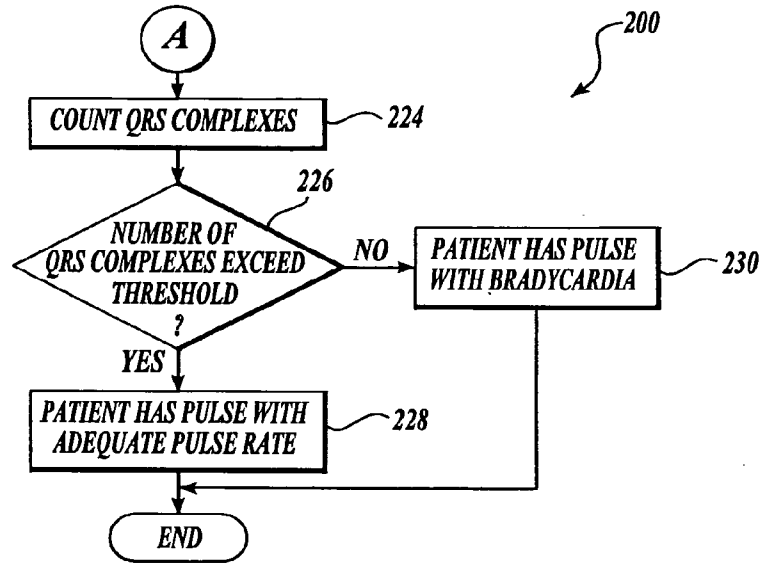 A
200
COUNT QRS COMPLEXES
224
226
NUMBER OF
QRS COMPLEXES EXCEED
THRESHOLD
?
NO
PATIENT HAS PULSE
WITH BRADYCARDIA
230
YES
PATIENT HAS PULSE WITH
ADEQUATE PULSE RATE
228
END